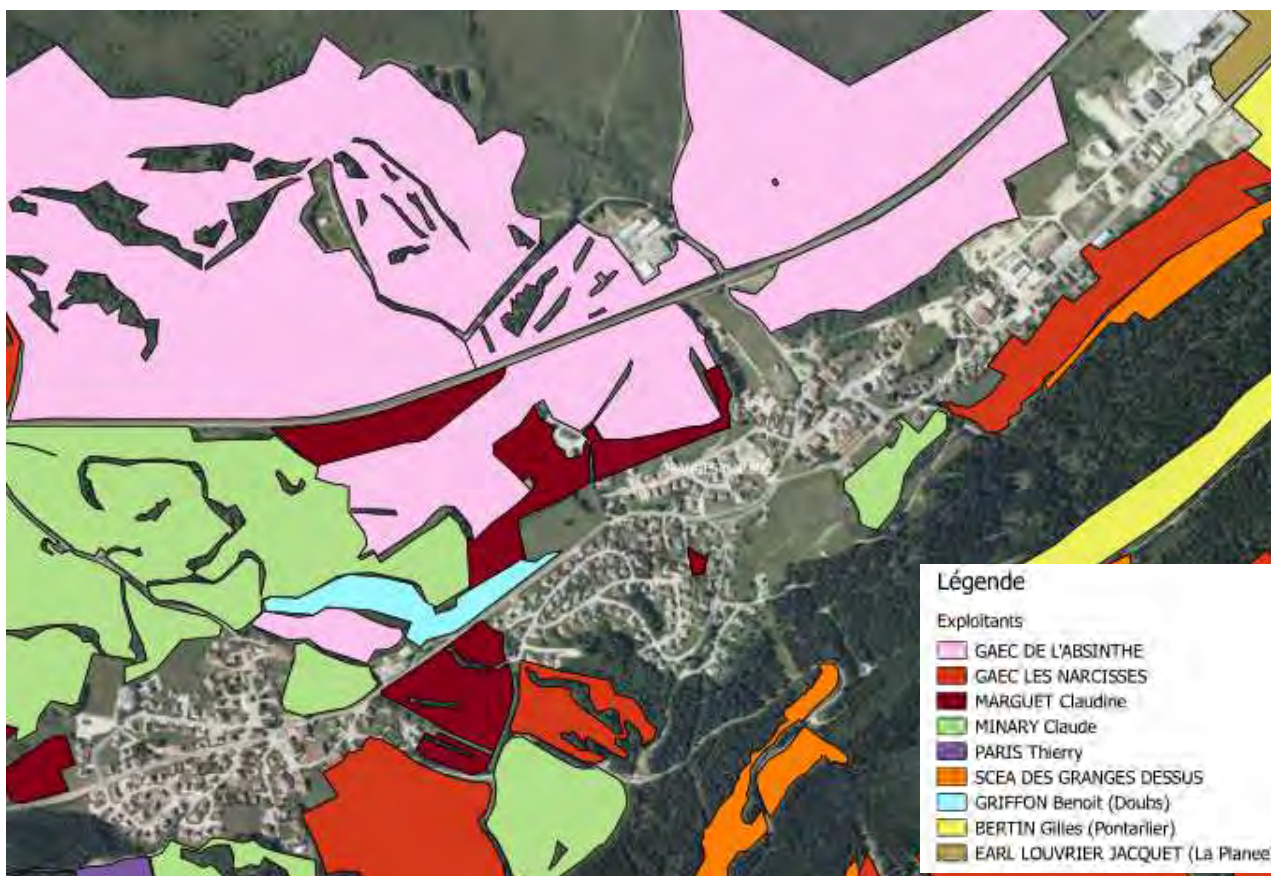 Légende
Exploitants
GAEC DE L'ABSINTHE
GAEC LES NARCISSES
MARGUET Claudine
MINARY Claude
PARIS Thierry
SCEA DES GRANGES DESSUS
GRIFFON Benoit (Doubs)
BERTIN Gilles (Pontarlier)
EARL LOUVRIER JACQUET (La Planee